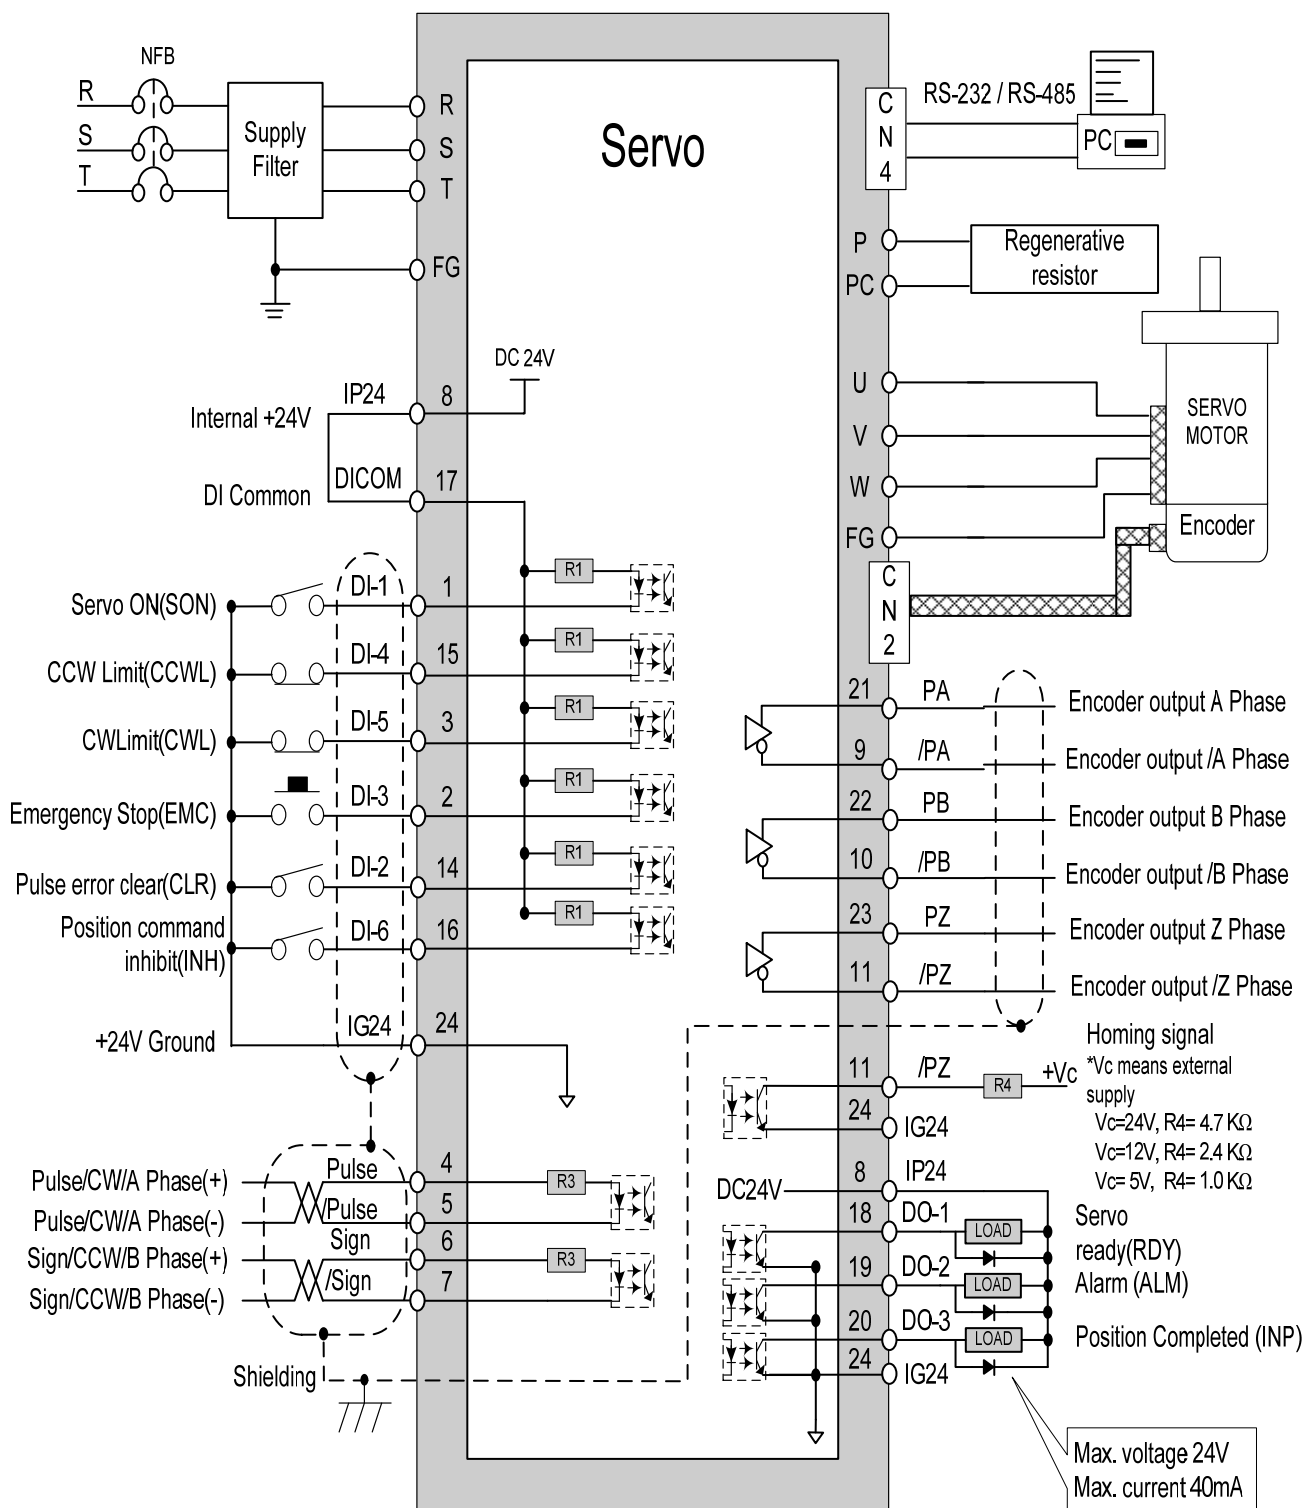 NFB
R
S
T
Supply
Filter
R
S
T
FG
Servo
C
N
4
RS-232 / RS-485
PC
P
PC
Regenerative
resistor
U
V
W
FG
SERVO
MOTOR
Encoder
C
N
2
DC 24V
Internal +24V
IP24
8
DI Common
DICOM
17
R1
Servo ON(SON)
DI-1
1
R1
CCW Limit(CCWL)
DI-4
15
R1
CWLimit(CWL)
DI-5
3
R1
Emergency Stop(EMC)
DI-3
2
R1
Pulse error clear(CLR)
DI-2
14
R1
Position command
inhibit(INH)
DI-6
16
+24V Ground
IG24
24
Pulse/CW/A Phase(+)
Pulse
4
R3
Pulse/CW/A Phase(-)
/Pulse
5
Sign/CCW/B Phase(+)
Sign
6
R3
Sign/CCW/B Phase(-)
/Sign
7
Shielding
21
PA
Encoder output A Phase
9
/PA
Encoder output /A Phase
22
PB
Encoder output B Phase
10
/PB
Encoder output /B Phase
23
PZ
Encoder output Z Phase
11
/PZ
Encoder output /Z Phase
11
/PZ
R4
+Vc
24
IG24
Homing signal
*Vc means external
supply
Vc=24V, R4= 4.7 KΩ
Vc=12V, R4= 2.4 KΩ
Vc= 5V, R4= 1.0 KΩ
DC24V
8
IP24
18
DO-1
LOAD
Servo
ready(RDY)
19
DO-2
LOAD
Alarm (ALM)
20
DO-3
LOAD
Position Completed (INP)
24
IG24
Max. voltage 24V
Max. current 40mA